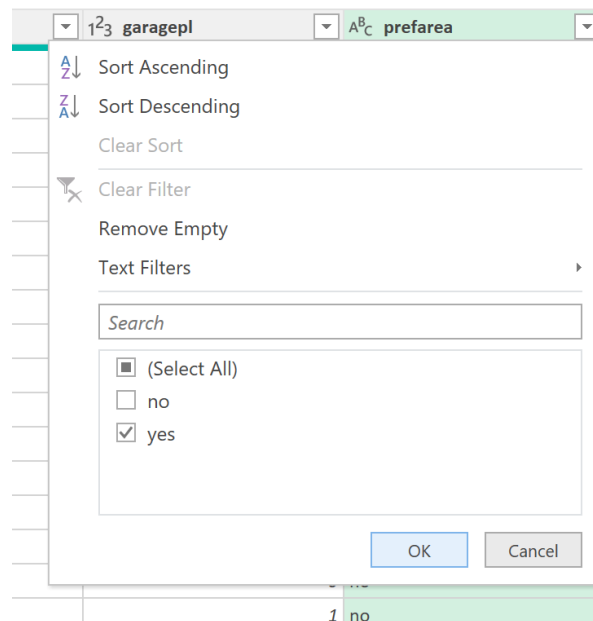 123 garagepl ABC prefarea
Sort Ascending
Sort Descending
Clear Sort
Clear Filter
Remove Empty
Text Filters
Search
(Select All)
no
yes
OK Cancel
1 no